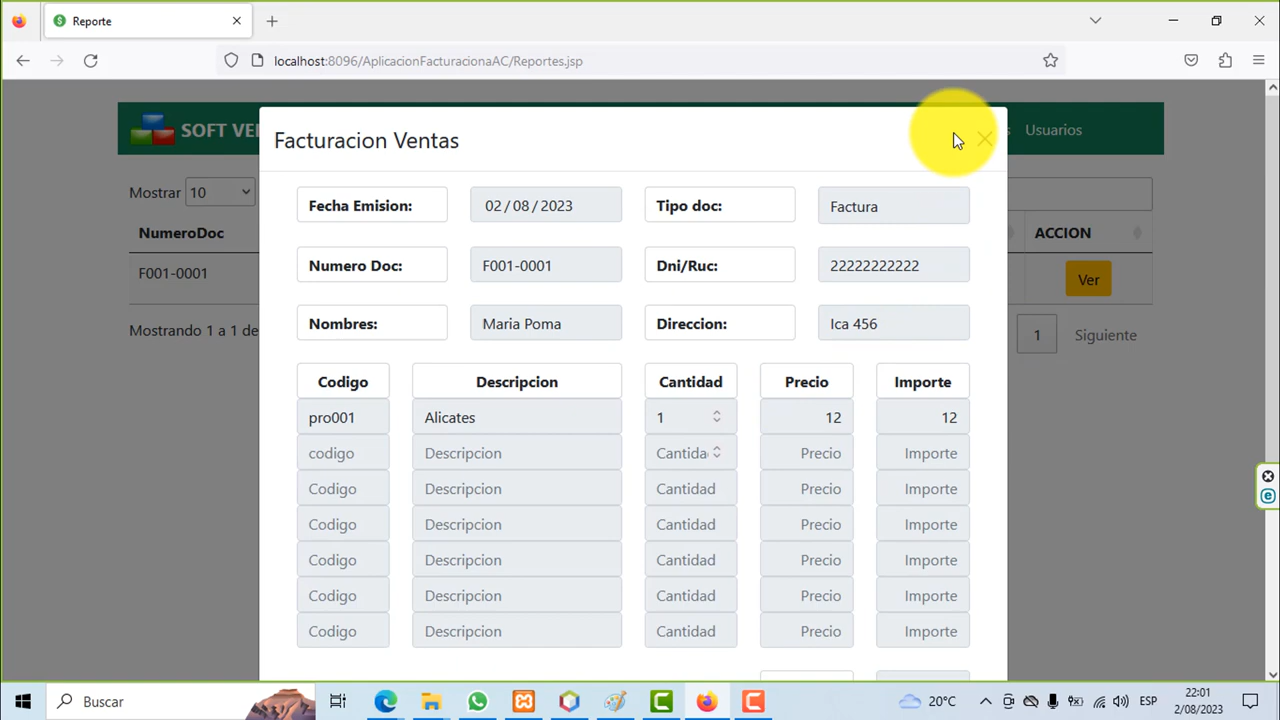 Reporte
localhost:8096/AplicacionFacturacionaAC/Reportes.jsp
SOFT VE
Usuarios
Facturacion Ventas
Mostrar 10
NumeroDoc
ACCION
F001-0001
Ver
Mostrando 1 a 1 de
1 Siguiente
Fecha Emision: 02/08/2023 Tipo doc: Factura
Numero Doc: F001-0001 Dni/Ruc: 22222222222
Nombres: Maria Poma Direccion: Ica 456
Codigo Descripcion Cantidad Precio Importe
pro001 Alicates 1 12 12
codigo Descripcion Cantida Precio Importe
Codigo Descripcion Cantidad Precio Importe
Codigo Descripcion Cantidad Precio Importe
Codigo Descripcion Cantidad Precio Importe
Codigo Descripcion Cantidad Precio Importe
Codigo Descripcion Cantidad Precio Importe
Buscar
20°C
ESP
22:01
2/08/2023